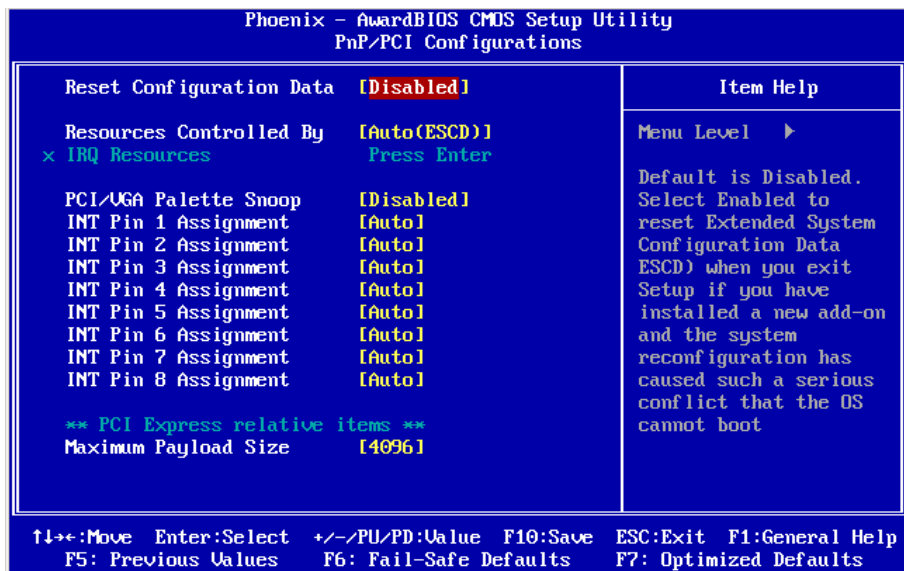 Phoenix - AwardBIOS CMOS Setup Utility
PnP/PCI Configurations
Reset Configuration Data [Disabled]
Resources Controlled By [Auto(ESCD)]
x IRQ Resources Press Enter
PCI/VGA Palette Snoop [Disabled]
INT Pin 1 Assignment [Auto]
INT Pin 2 Assignment [Auto]
INT Pin 3 Assignment [Auto]
INT Pin 4 Assignment [Auto]
INT Pin 5 Assignment [Auto]
INT Pin 6 Assignment [Auto]
INT Pin 7 Assignment [Auto]
INT Pin 8 Assignment [Auto]
** PCI Express relative items **
Maximum Payload Size [4096]
Item Help
Menu Level ▶
Default is Disabled.
Select Enabled to
reset Extended System
Configuration Data
ESCD) when you exit
Setup if you have
installed a new add-on
and the system
reconfiguration has
caused such a serious
conflict that the OS
cannot boot
↑↓→←:Move Enter:Select +/-/PU/PD:Value F10:Save ESC:Exit F1:General Help
F5: Previous Values F6: Fail-Safe Defaults F7: Optimized Defaults